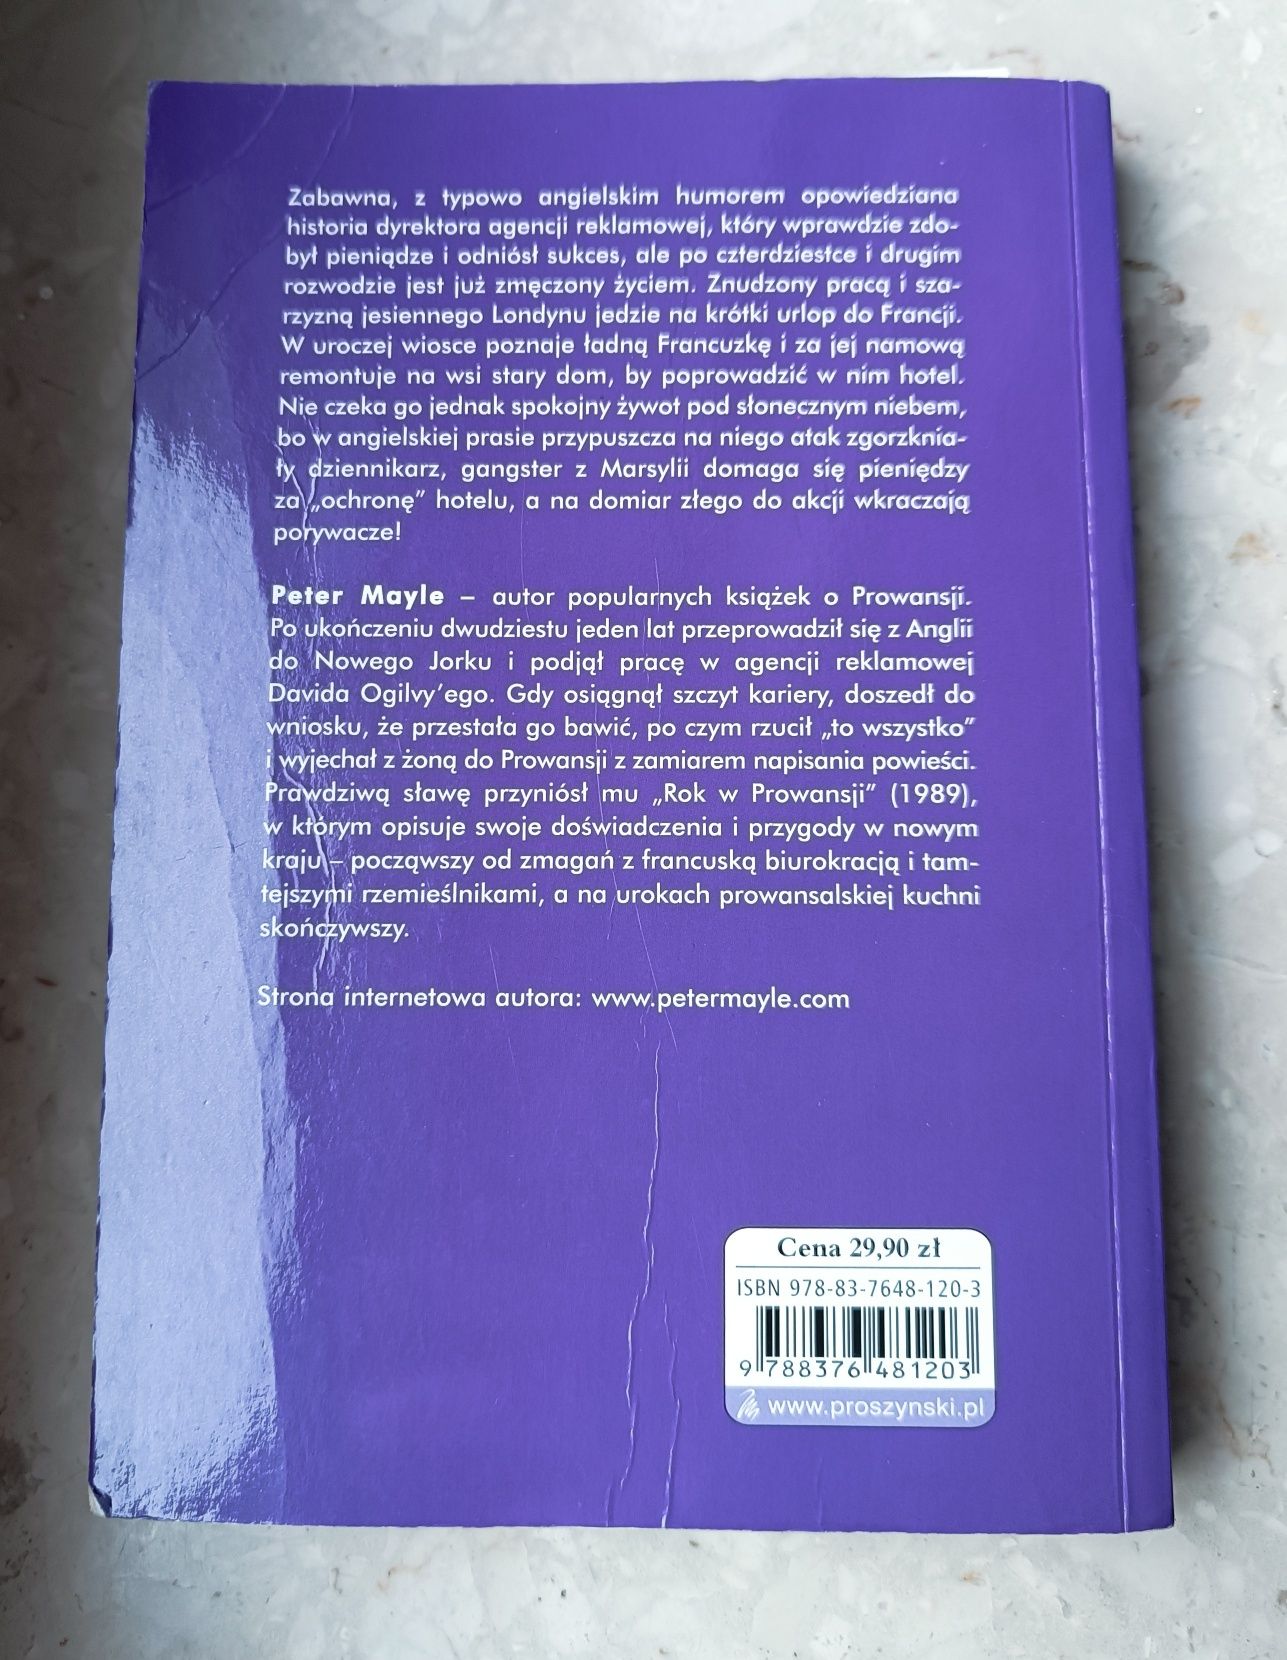 Zabawna, z typowo angielskim humorem opowiedziana
historia dyrektora agencji reklamowej, który wprawdzie zdo-
był pieniądze i odniósł sukces, ale po czterdziestce i drugim
rozwodzie jest już zmęczony życiem. Znudzony pracą i sza-
rzyzną jesiennego Londynu jedzie na krótki urlop do Francji.
W uroczej wiosce poznaje ładną Francuzkę i za jej namową
remontuje na wsi stary dom, by poprowadzić w nim hotel.
Nie czeka go jednak spokojny żywot pod słonecznym niebem,
bo w angielskiej prasie przypuszcza na niego atak zgorzknia-
ły dziennikarz, gangster z Marsylii domaga się pieniędzy
za „ochronę” hotelu, a na domiar złego do akcji wkraczają
porywacze!
Peter Mayle – autor popularnych książek o Prowansji.
Po ukończeniu dwudziestu jeden lat przeprowadził się z Anglii
do Nowego Jorku i podjął pracę w agencji reklamowej
Davida Ogilvy’ego. Gdy osiągnął szczyt kariery, doszedł do
wniosku, że przestała go bawić, po czym rzucił „to wszystko”
i wyjechał z żoną do Prowansji z zamiarem napisania powieści.
Prawdziwą sławę przyniósł mu „Rok w Prowansji” (1989),
w którym opisuje swoje doświadczenia i przygody w nowym
kraju – począwszy od zmagań z francuską biurokracją i tam-
tejszymi rzemieślnikami, a na urokach prowansalskiej kuchni
skończywszy.
Strona internetowa autora: www.petermayle.com
Cena 29,90 zł
ISBN 978-83-7648-120-3
9 788376 481203
www.proszynski.pl